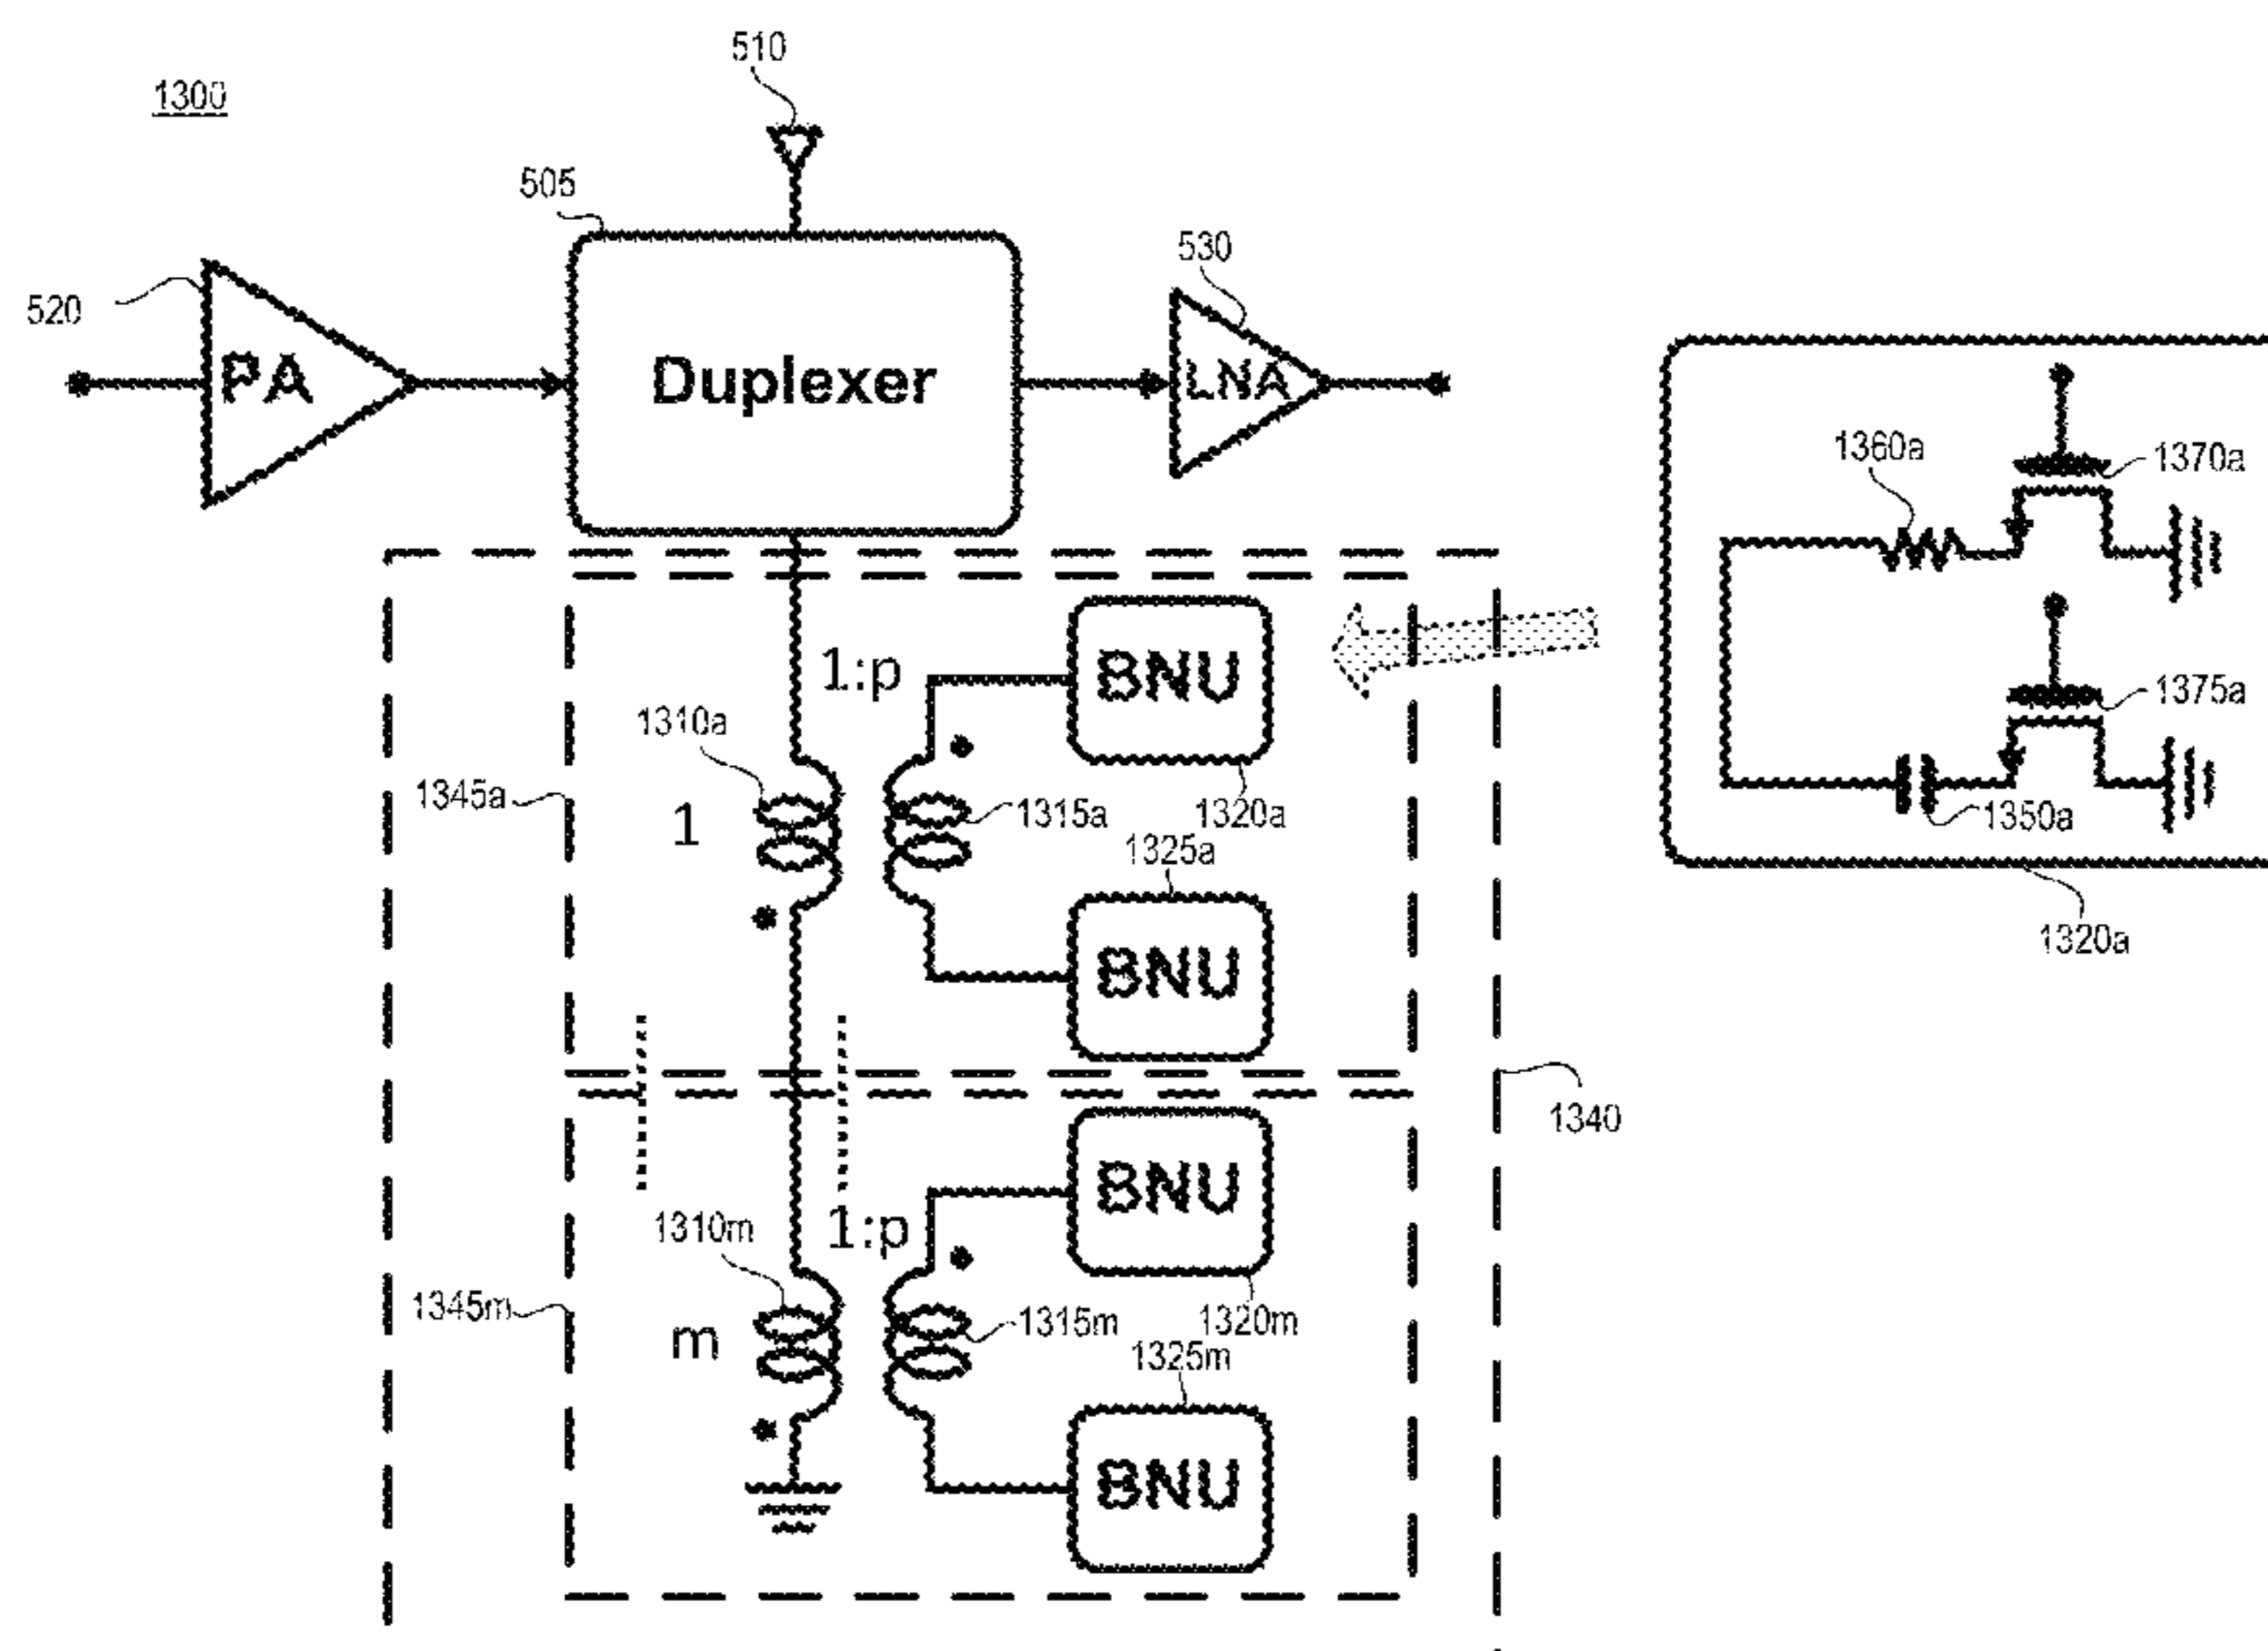 510
1300
505
530
520
PA
Duplexer
LNA
1360a
1370a
1:p
BNU
1310a
1375a
1345a
1
1315a
1320a
1350a
1325a
1320a
BNU
1340
BNU
1310m
1:p
1345m
m
1315m
1320m
1325m
BNU